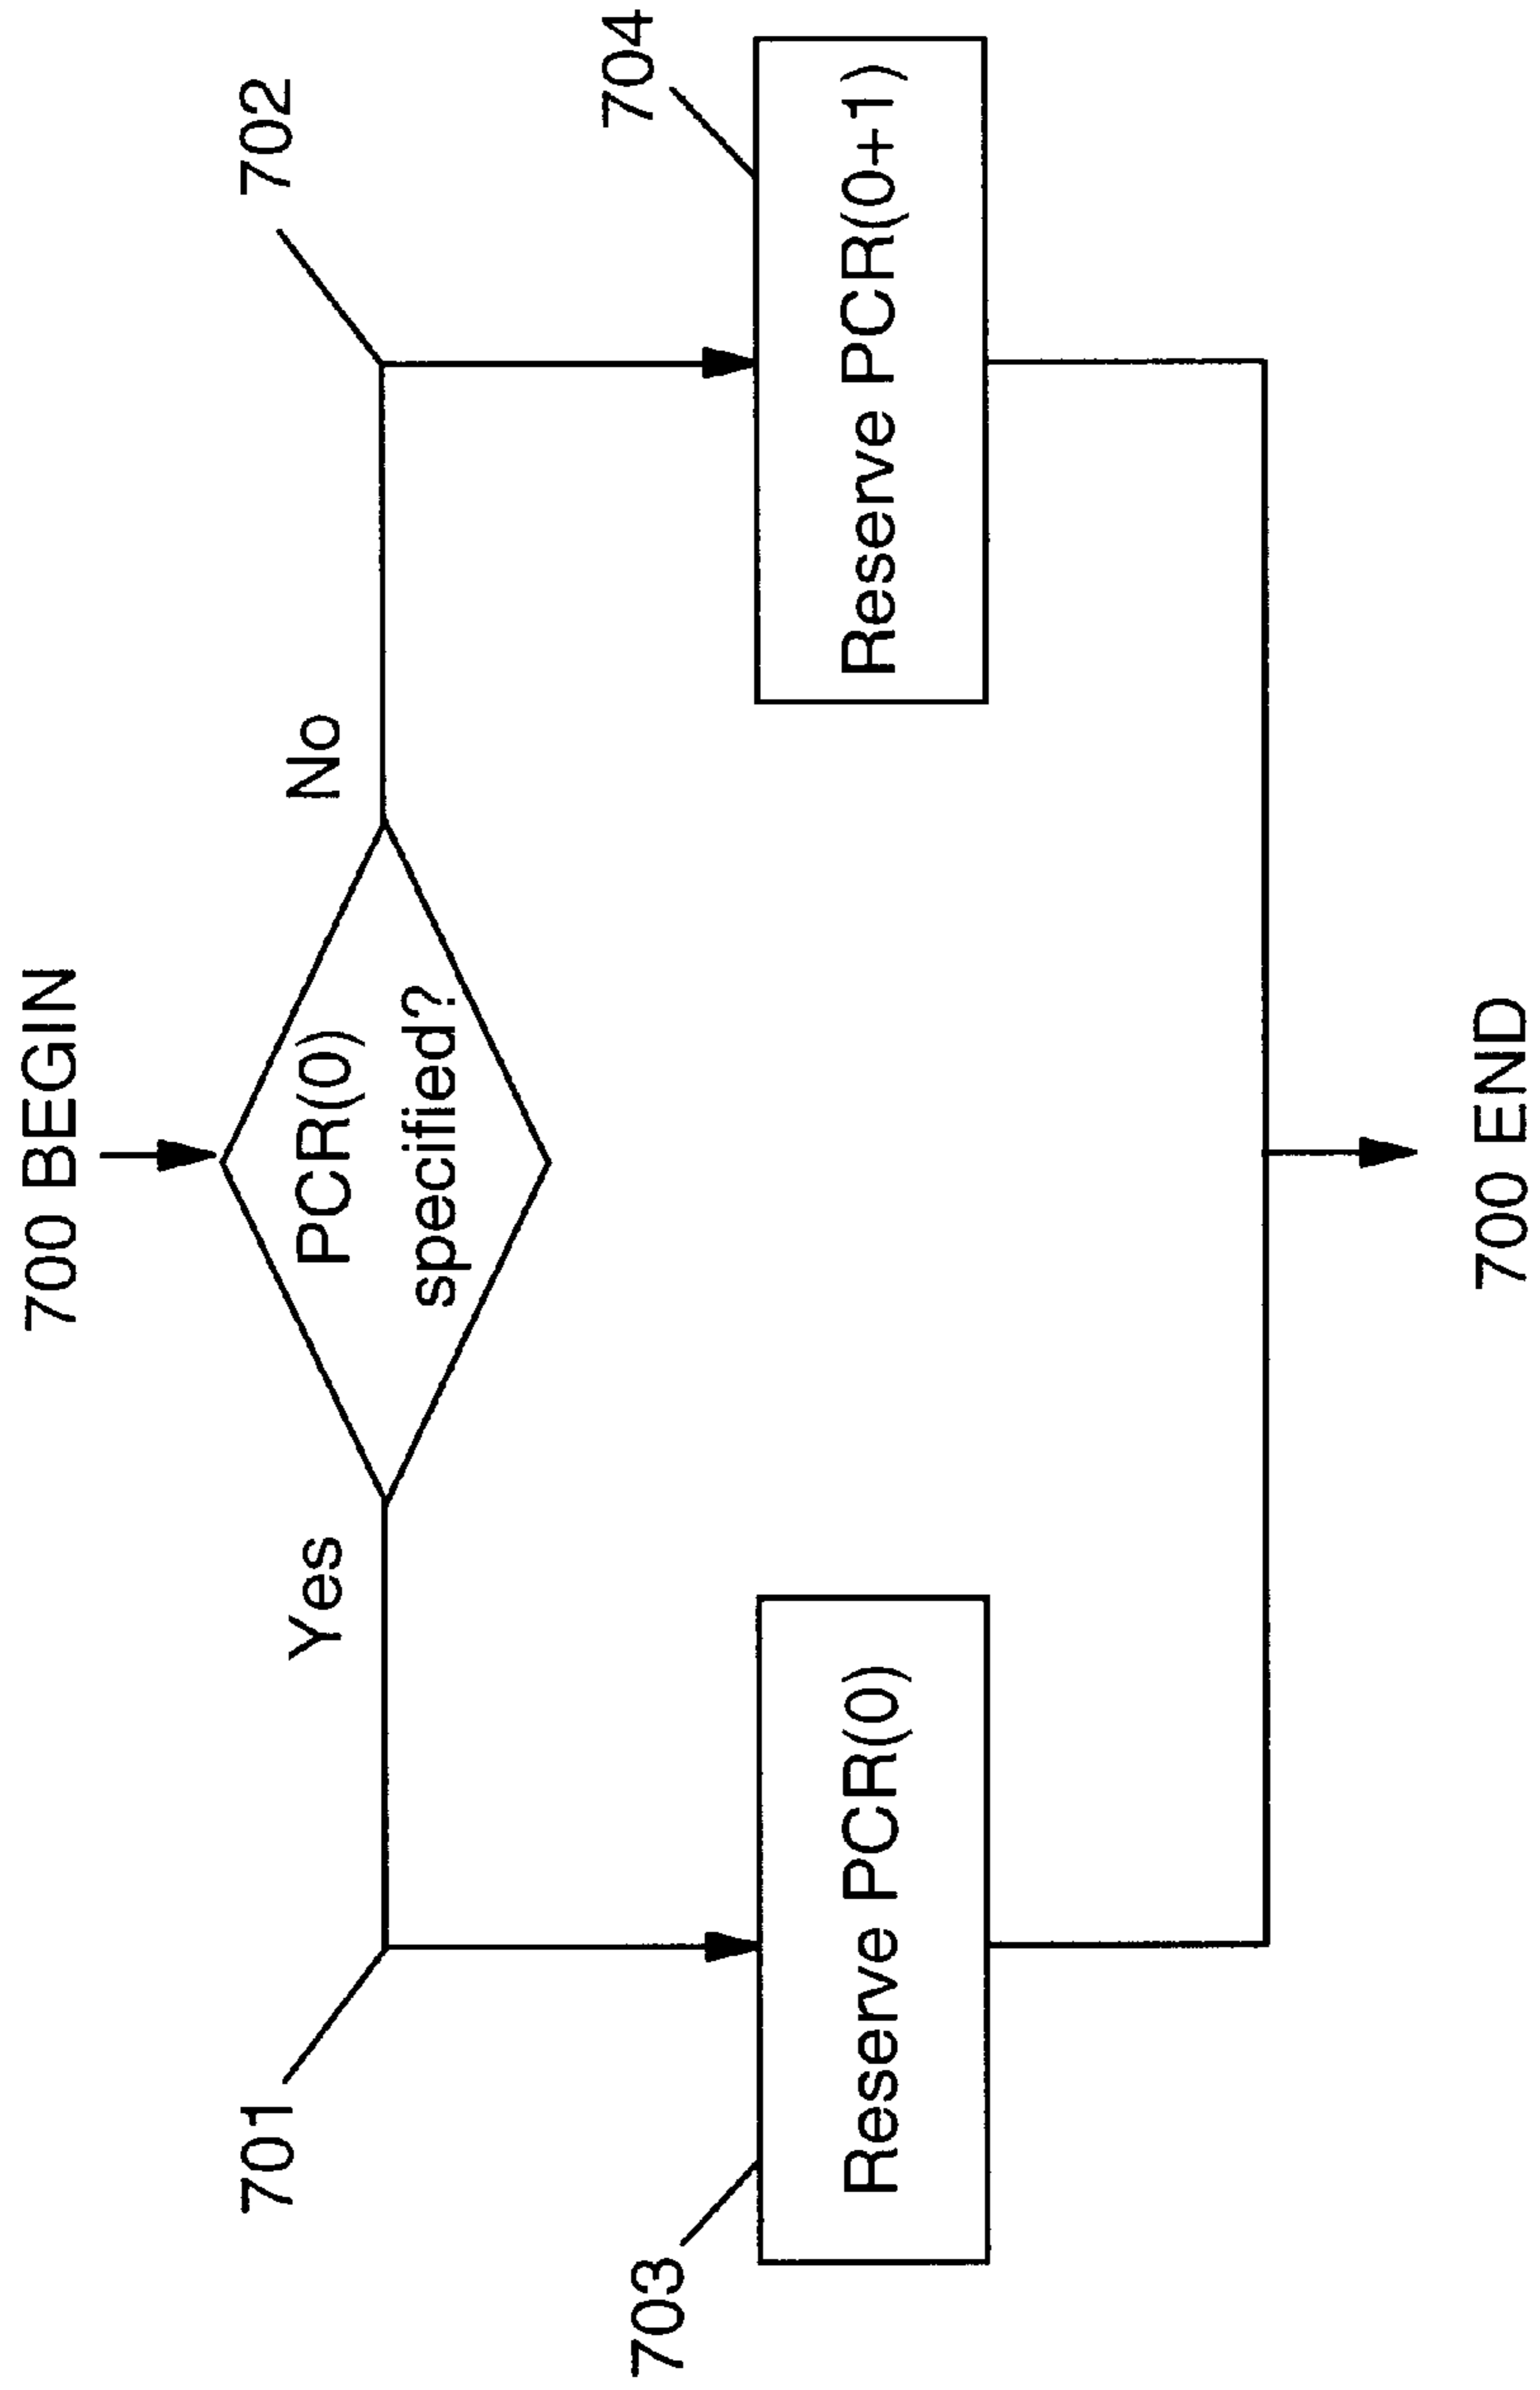 700 BEGIN
PCR(0)
specified?
Yes
No
701
702
703
704
Reserve PCR(0)
Reserve PCR(0+1)
700 END